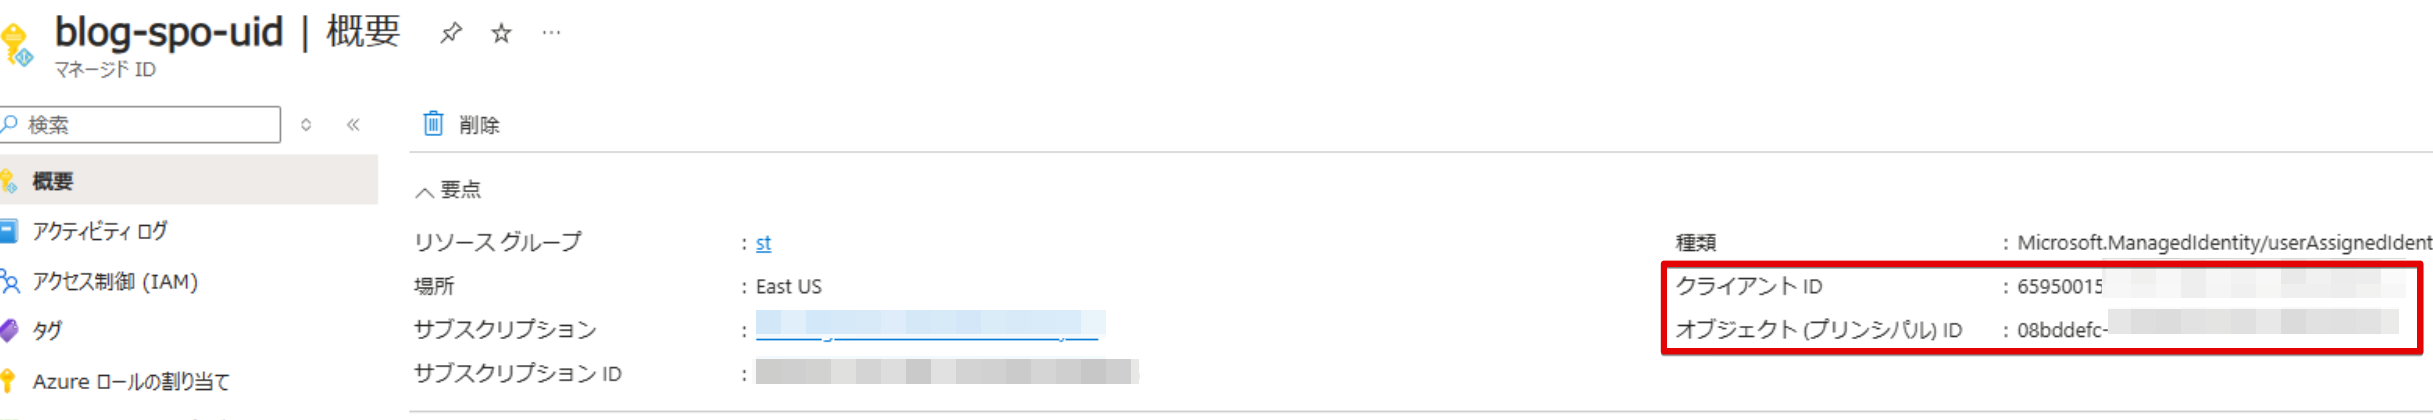 blog-spo-uid | 概要
マネージド ID
検索
削除
概要
アクティビティ ログ
アクセス制御 (IAM)
タグ
Azure ロールの割り当て
要点
リソース グループ : st
場所 : East US
サブスクリプション :
サブスクリプション ID :
種類 : Microsoft.ManagedIdentity/userAssignedIdent
クライアント ID : 65950015
オブジェクト (プリンシパル) ID : 08bddefc-